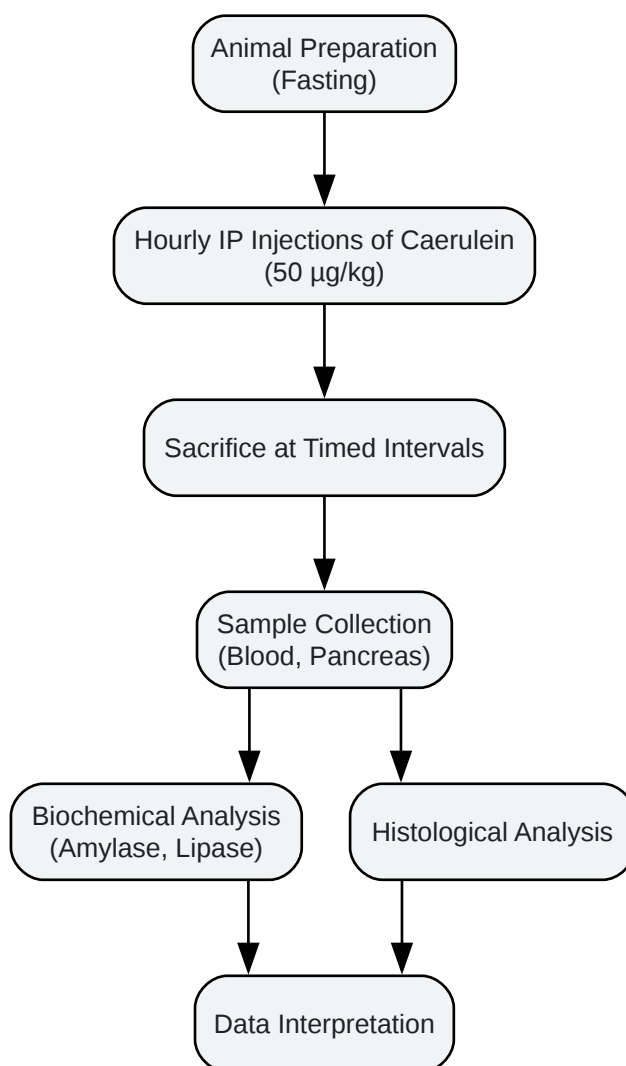 Animal Preparation
(Fasting)
Hourly IP Injections of Caerulein
(50 µg/kg)
Sacrifice at Timed Intervals
Sample Collection
(Blood, Pancreas)
Biochemical Analysis
(Amylase, Lipase)
Histological Analysis
Data Interpretation